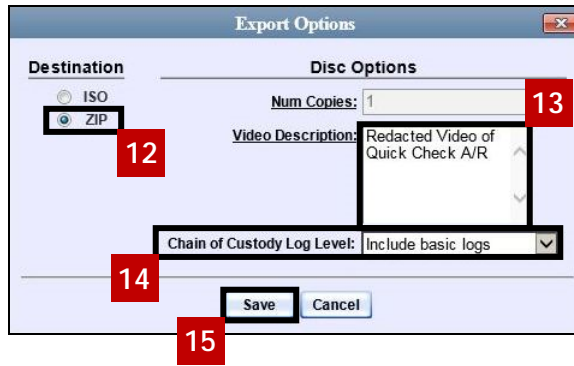 Export Options
Destination
Disc Options
ISO
Num Copies: 1
13
ZIP
12
Video Description: Redacted Video of
Quick Check A/R
Chain of Custody Log Level: Include basic logs
14
Save Cancel
15